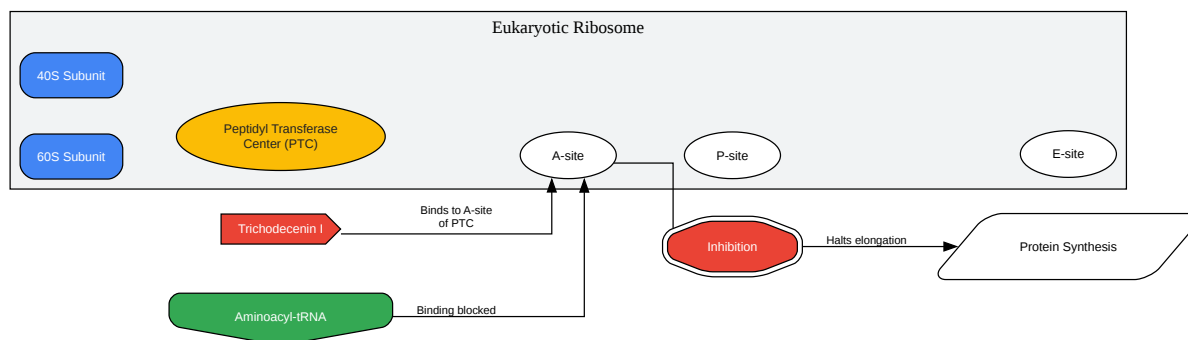 Eukaryotic Ribosome
40S Subunit
Peptidyl Transferase
Center (PTC)
60S Subunit
A-site
P-site
E-site
Trichodecenin I
Binds to A-site
of PTC
Inhibition
Halts elongation
Protein Synthesis
Aminoacyl-tRNA
Binding blocked